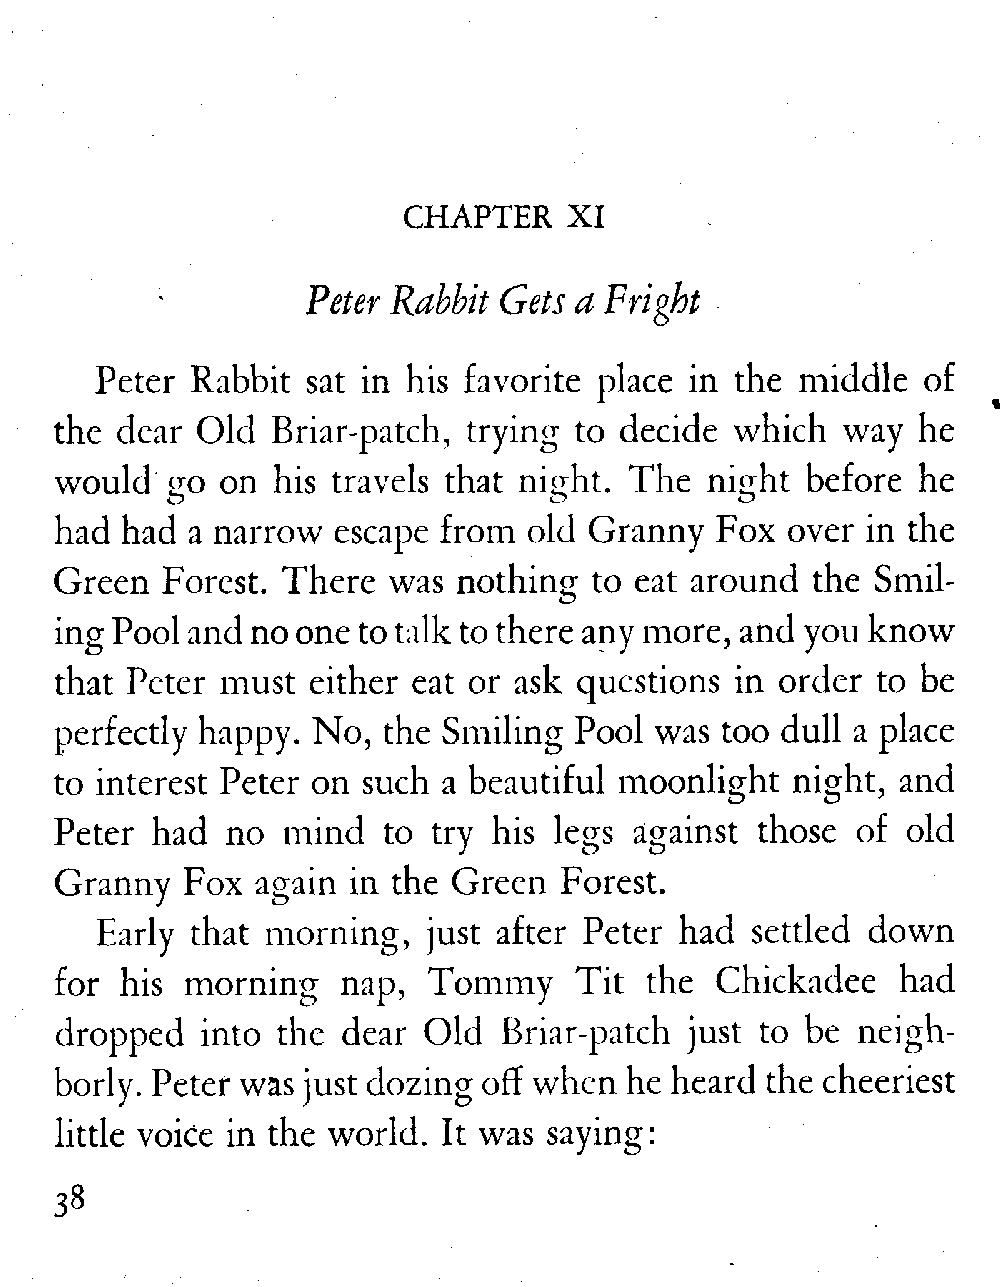 CHAPTER XI
Peter Rabbit Gets a Fright
Peter Rabbit sat in his favorite place in the middle of
the dear Old Briar-patch, trying to decide which way he
would go on his travels that night. The night before he
had had a narrow escape from old Granny Fox over in the
Green Forest. There was nothing to eat around the Smil-
ing Pool and no one to talk to there any more, and you know
that Peter must either eat or ask questions in order to be
perfectly happy. No, the Smiling Pool was too dull a place
to interest Peter on such a beautiful moonlight night, and
Peter had no mind to try his legs against those of old
Granny Fox again in the Green Forest.
Early that morning, just after Peter had settled down
for his morning nap, Tommy Tit the Chickadee had
dropped into the dear Old Briar-patch just to be neigh-
borly. Peter was just dozing off when he heard the cheeriest
little voice in the world. It was saying:
38